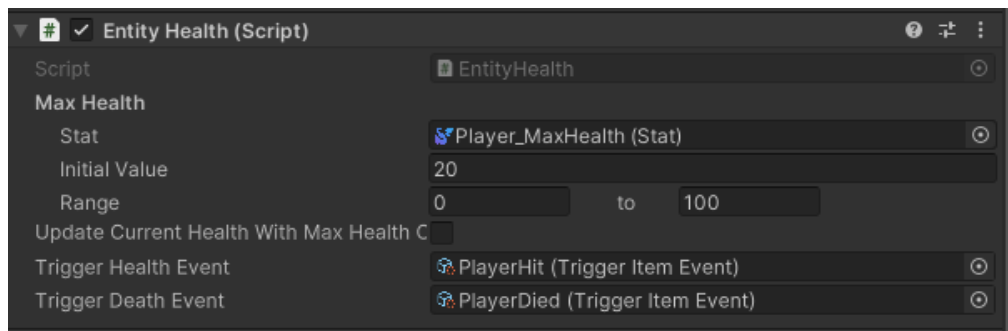 Entity Health (Script)
Script EntityHealth
Max Health
Stat Player_MaxHealth (Stat)
Initial Value 20
Range 0 to 100
Update Current Health With Max Health C
Trigger Health Event PlayerHit (Trigger Item Event)
Trigger Death Event PlayerDied (Trigger Item Event)